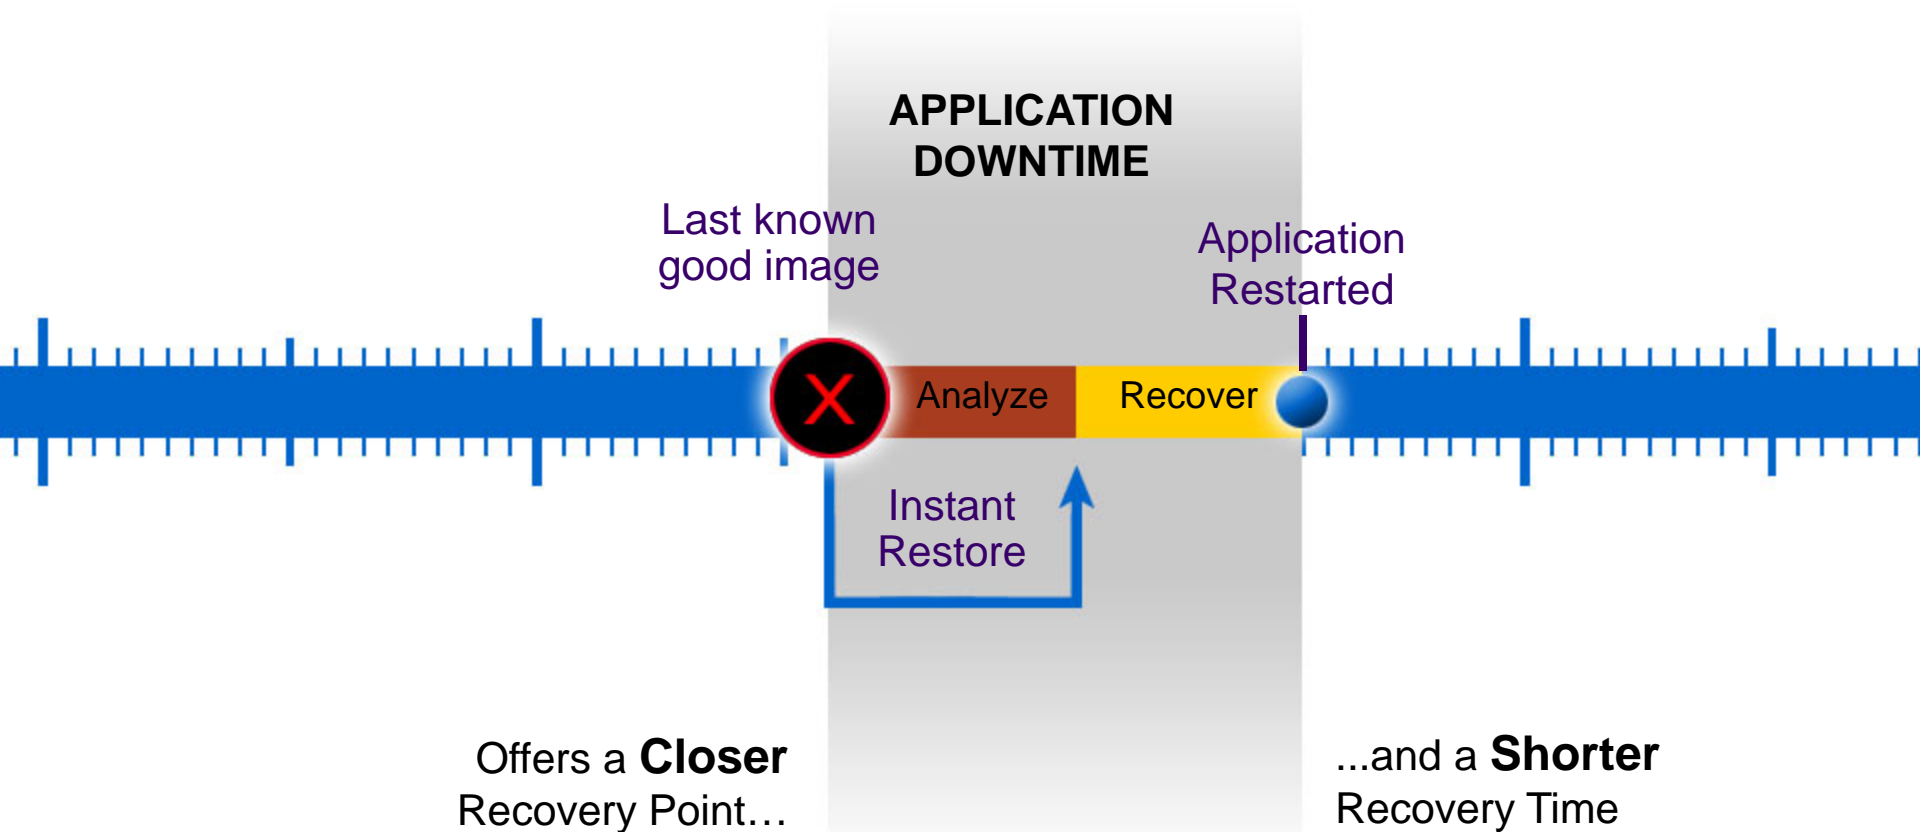 APPLICATION
DOWNTIME
Last known
good image
Application
Restarted
X
Analyze
Recover
Instant
Restore
Offers a Closer
Recovery Point…
...and a Shorter
Recovery Time